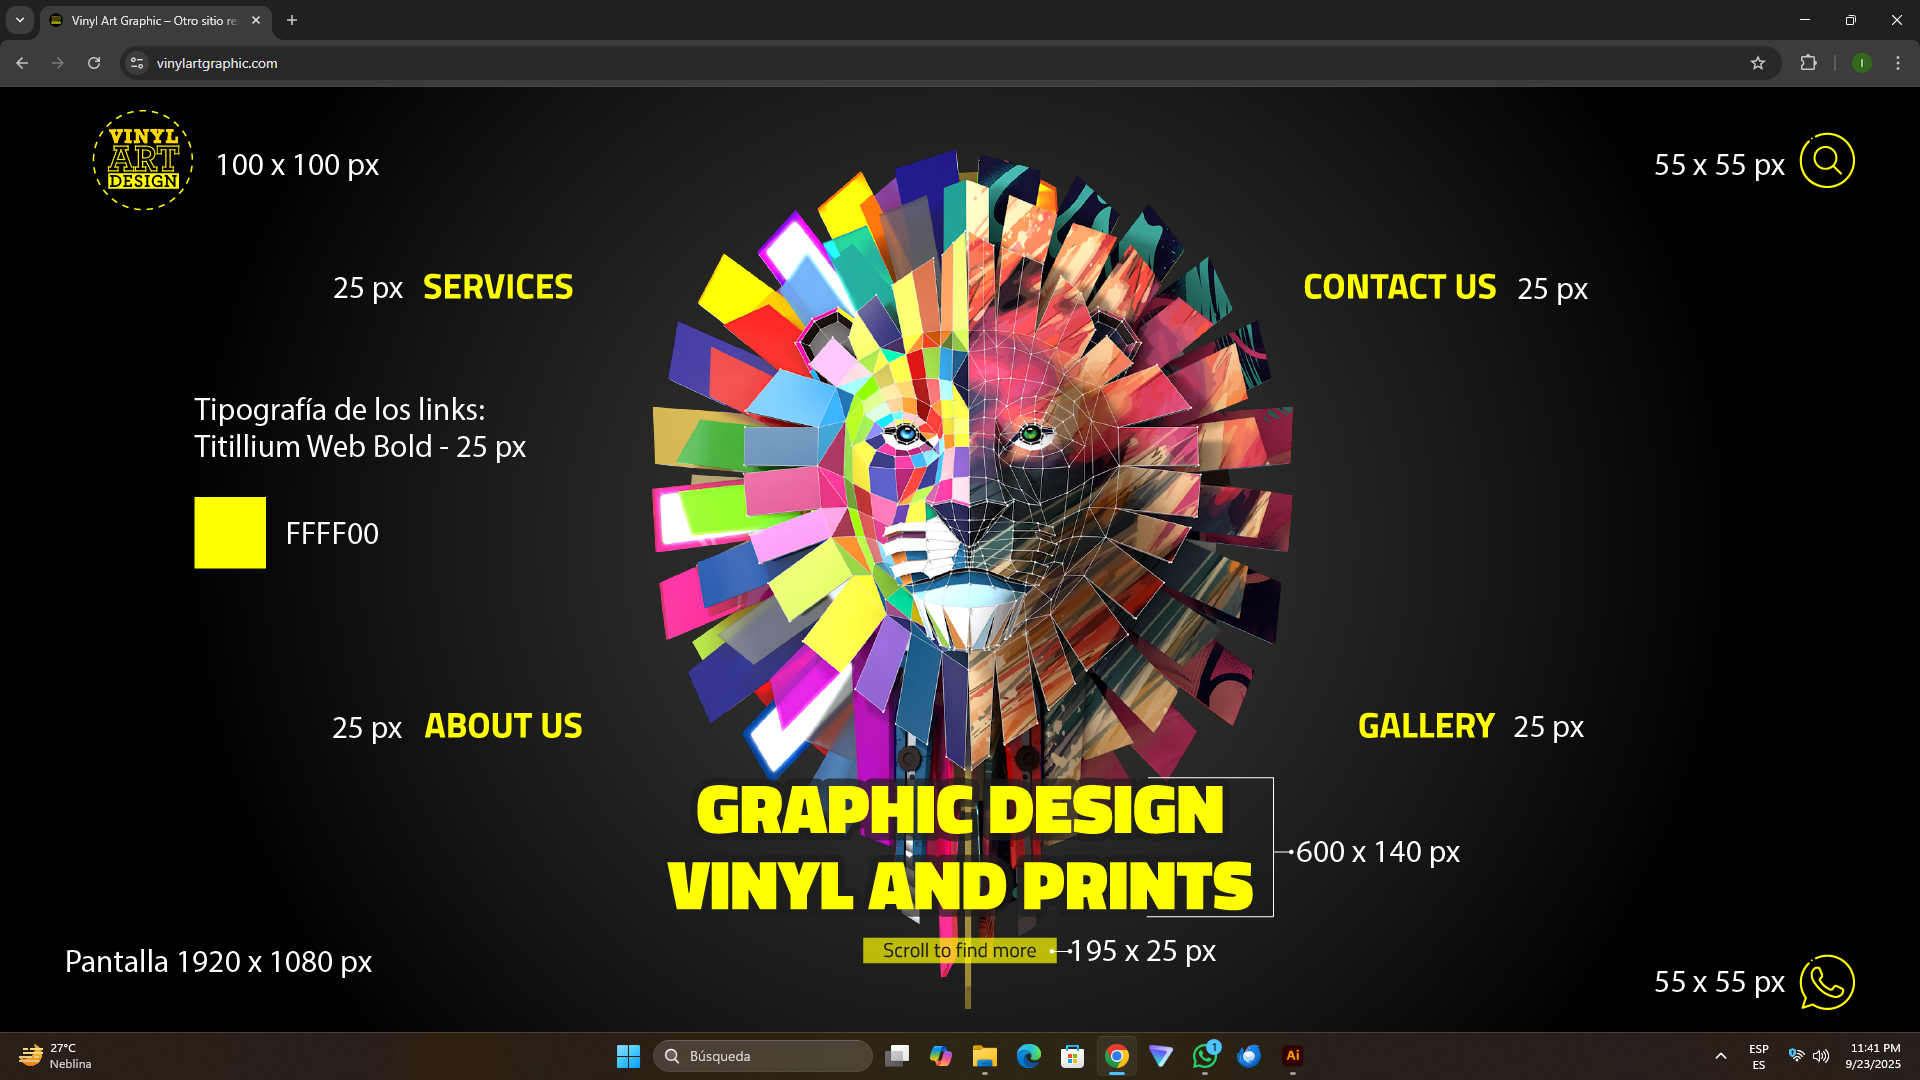 Vinyl Art Graphic – Otro sitio re
vinylartgraphic.com
I
VINYL
ART
DESIGN
100 x 100 px
55 x 55 px
25 px SERVICES
CONTACT US 25 px
Tipografía de los links:
Titillium Web Bold - 25 px
FFFF00
25 px ABOUT US
GALLERY 25 px
GRAPHIC DESIGN
VINYL AND PRINTS
600 x 140 px
Scroll to find more
195 x 25 px
Pantalla 1920 x 1080 px
55 x 55 px
27°C
Neblina
Búsqueda
1
Ai
ESP
ES
11:41 PM
9/23/2025